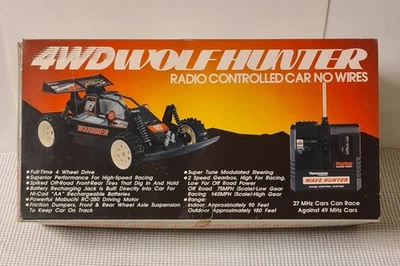 4WD WOLF HUNTER
RADIO CONTROLLED CAR NO WIRES
•Full-Time 4 Wheel Drive
•Superior Performance For High-Speed Racing
•Spiked Off-Road Front-Rear Tires That Dig In And Hold
•Battery Recharging Jack Is Built Directly Into Car For
Ni-Cad "AA" Rechargeable Batteries
•Powerful Mabuchi RC-280 Driving Motor
•Friction Dumpers, Front & Rear Wheel Axle Suspension
To Keep Car On Track
•Super Tune Modulated Steering
•2 Speed Gearbox, High For Racing,
Low For Off Road Power
Off Road 75MPH (Scale)-Low Gear
Racing 140MPH (Scale)-High Gear
•Range:
Indoor Approximately 90 Feet
Outdoor Approximately 180 Feet
WAVE HUNTER
27 MHz Cars Can Race
Against 49 MHz Cars